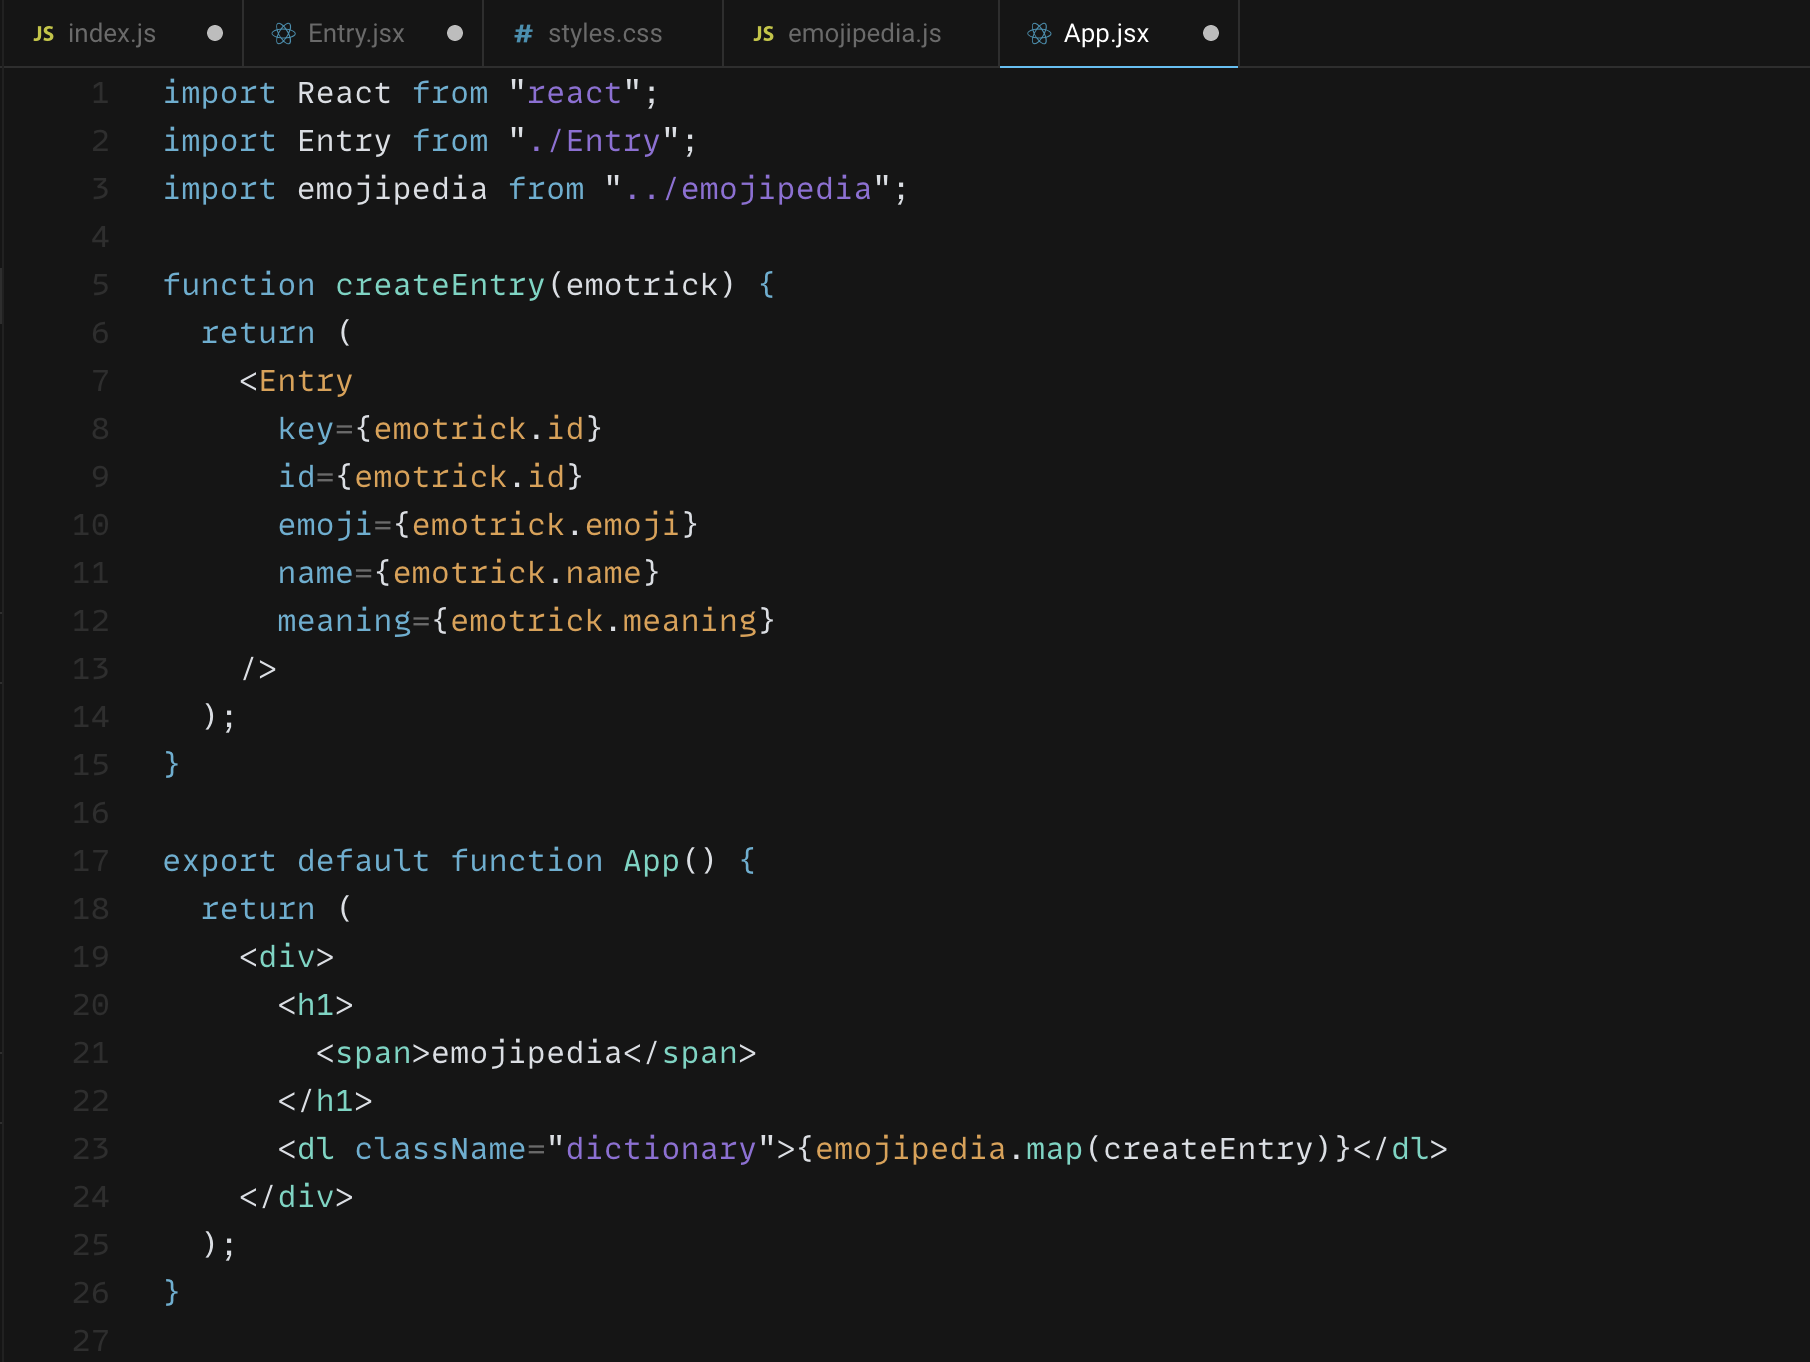 JS index.js Entry.jsx # styles.css JS emojipedia.js App.jsx
1 import React from "react";
2 import Entry from "./Entry";
3 import emojipedia from "../emojipedia";
4
5 function createEntry(emotrick) {
6   return (
7     <Entry
8       key={emotrick.id}
9       id={emotrick.id}
10       emoji={emotrick.emoji}
11       name={emotrick.name}
12       meaning={emotrick.meaning}
13     />
14   );
15 }
16
17 export default function App() {
18   return (
19     <div>
20       <h1>
21         <span>emojipedia</span>
22       </h1>
23       <dl className="dictionary">{emojipedia.map(createEntry)}</dl>
24     </div>
25   );
26 }
27